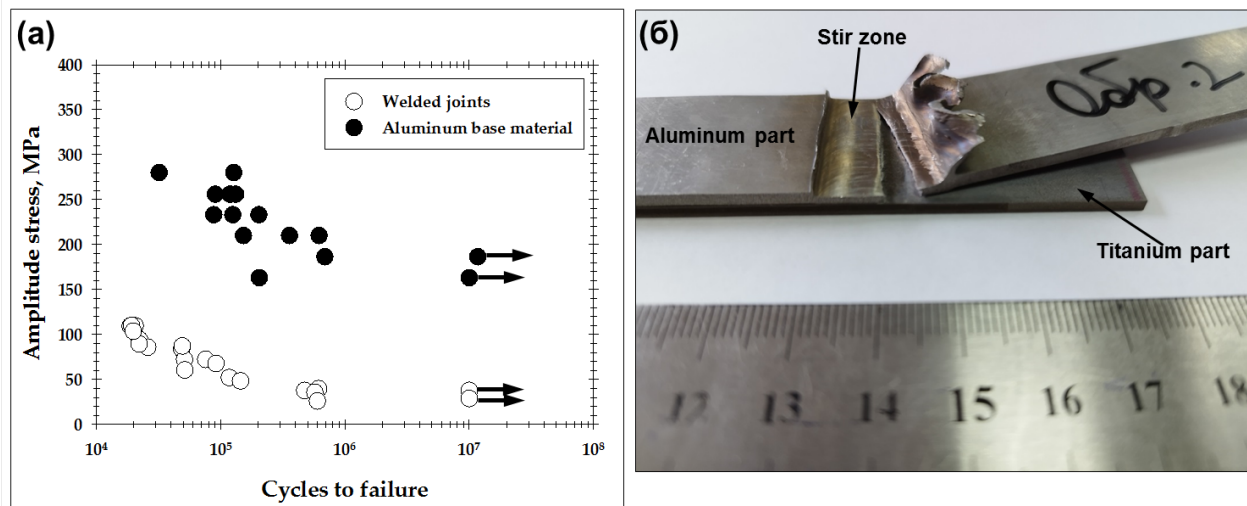 (a)
400
350
300
250
200
150
100
50
0
Amplitude stress, MPa
Welded joints
Aluminum base material
10⁴
10⁵
10⁶
10⁷
10⁸
Cycles to failure
(б)
Stir zone
Aluminum part
Обр.2
Titanium part
12 13 14 15 16 17 18